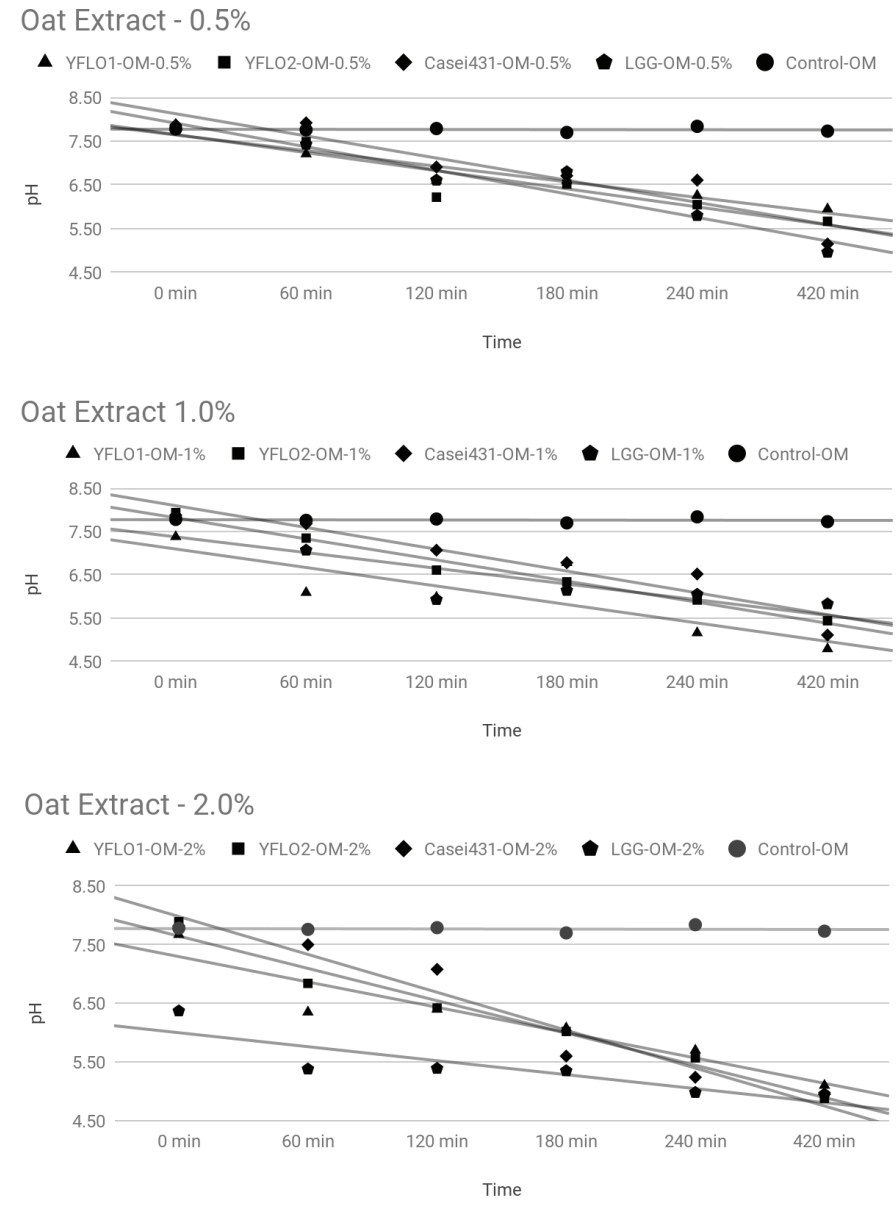 Oat Extract - 0.5%
YFLO1-OM-0.5% YFLO2-OM-0.5% Casei431-OM-0.5% LGG-OM-0.5% Control-OM
8.50
7.50
6.50
5.50
4.50
pH
0 min 60 min 120 min 180 min 240 min 420 min
Time
Oat Extract 1.0%
YFLO1-OM-1% YFLO2-OM-1% Casei431-OM-1% LGG-OM-1% Control-OM
8.50
7.50
6.50
5.50
4.50
pH
0 min 60 min 120 min 180 min 240 min 420 min
Time
Oat Extract - 2.0%
YFLO1-OM-2% YFLO2-OM-2% Casei431-OM-2% LGG-OM-2% Control-OM
8.50
7.50
6.50
5.50
4.50
pH
0 min 60 min 120 min 180 min 240 min 420 min
Time